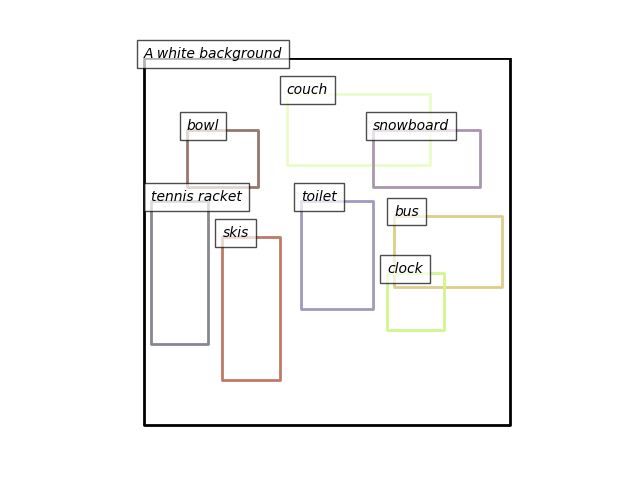 A white background
couch
bowl
snowboard
tennis racket
toilet
bus
skis
clock